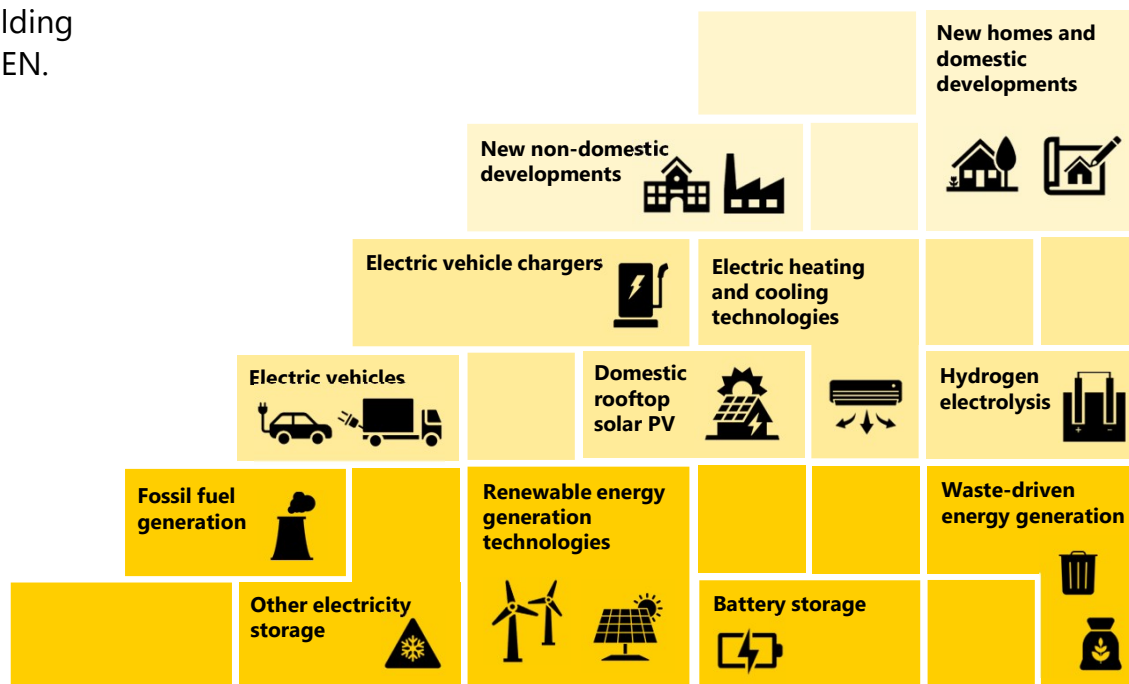 lding
EN.
New homes and
domestic
developments
New non-domestic
developments
Electric vehicle chargers
Electric heating
and cooling
technologies
Electric vehicles
Domestic
rooftop
solar PV
Hydrogen
electrolysis
Fossil fuel
generation
Renewable energy
generation
technologies
Waste-driven
energy generation
Other electricity
storage
Battery storage